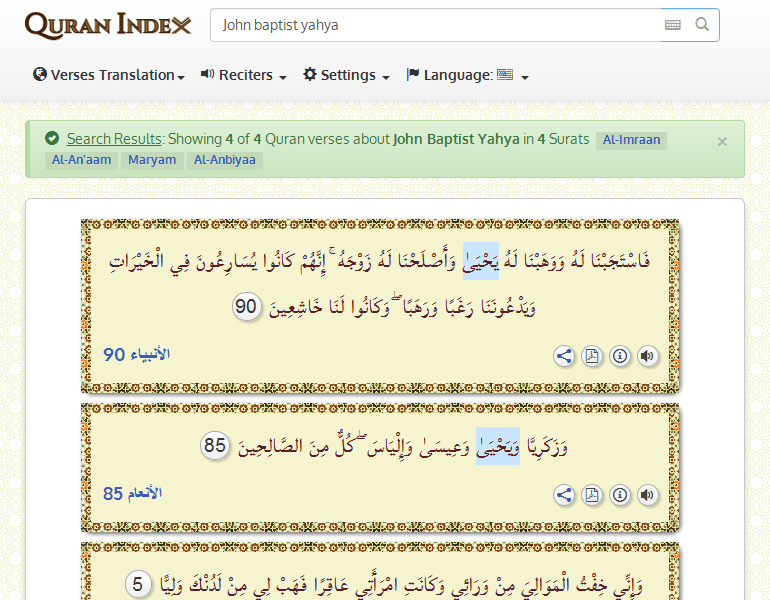 QURAN INDEX
John baptist yahya
Verses Translation Reciters Settings Language:
Search Results: Showing 4 of 4 Quran verses about John Baptist Yahya in 4 Surats Al-Imraan
Al-An'aam Maryam Al-Anbiyaa
فَاسْتَجَبْنَا لَهُ وَوَهَبْنَا لَهُ يَحْيَىٰ وَأَصْلَحْنَا لَهُ زَوْجَهُ ۚ إِنَّهُمْ كَانُوا يُسَارِعُونَ فِي الْخَيْرَاتِ
وَيَدْعُونَنَا رَغَبًا وَرَهَبًا ۖ وَكَانُوا لَنَا خَاشِعِينَ 90
الأنبياء 90
وَزَكَرِيَّا وَيَحْيَىٰ وَعِيسَىٰ وَإِلْيَاسَ ۖ كُلٌّ مِنَ الصَّالِحِينَ 85
الأنعام 85
وَإِنِّي خِفْتُ الْمَوَالِيَ مِنْ وَرَائِي وَكَانَتِ امْرَأَتِي عَاقِرًا فَهَبْ لِي مِنْ لَدُنْكَ وَلِيًّا 5